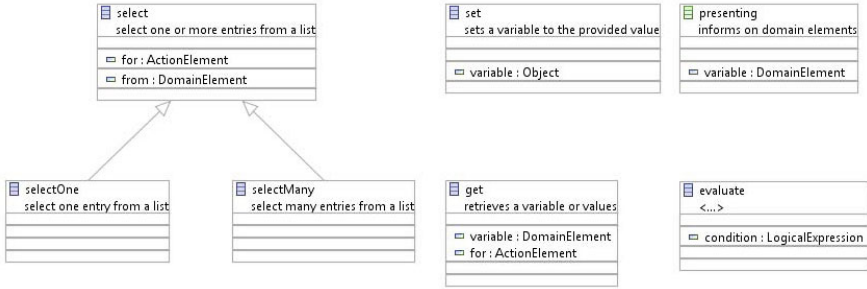 select
select one or more entries from a list
for : ActionElement
from : DomainElement
set
sets a variable to the provided value
variable : Object
presenting
informs on domain elements
variable : DomainElement
selectOne
select one entry from a list
selectMany
select many entries from a list
get
retrieves a variable or values
variable : DomainElement
for : ActionElement
evaluate
<...>
condition : LogicalExpression